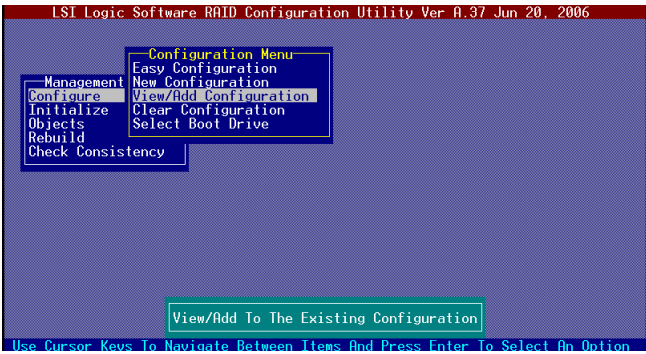 LSI Logic Software RAID Configuration Utility Ver A.37 Jun 20, 2006
Configuration Menu
Easy Configuration
New Configuration
View/Add Configuration
Clear Configuration
Select Boot Drive
Management
Configure
Initialize
Objects
Rebuild
Check Consistency
View/Add To The Existing Configuration
Use Cursor Keys To Navigate Between Items And Press Enter To Select An Option